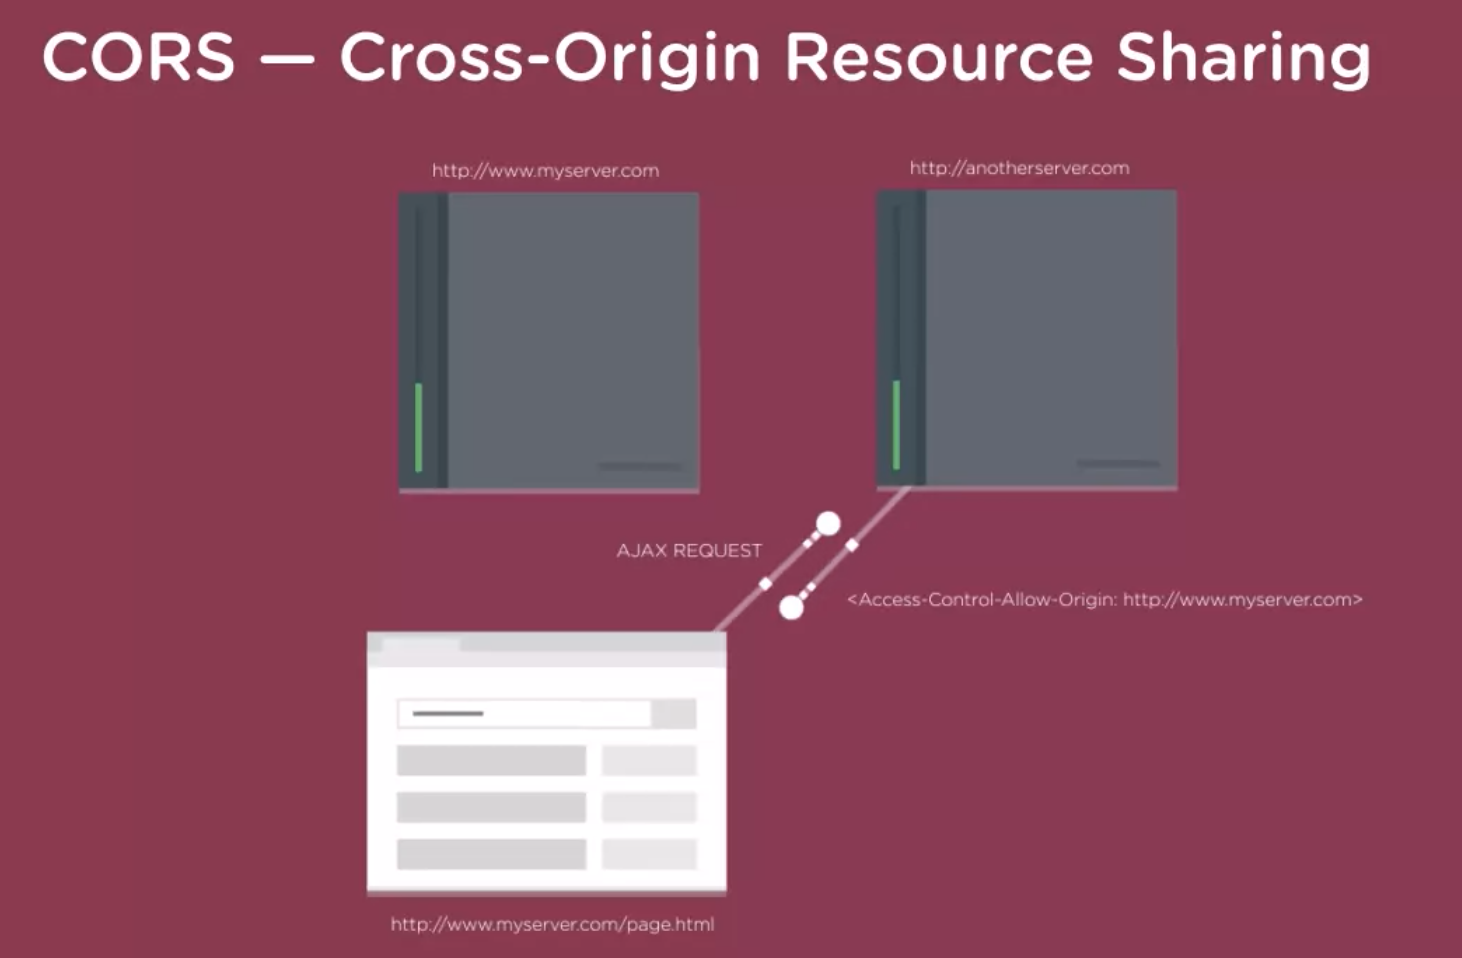 CORS — Cross-Origin Resource Sharing
http://www.myserver.com
http://anotherserver.com
AJAX REQUEST
<Access-Control-Allow-Origin: http://www.myserver.com>
http://www.myserver.com/page.html